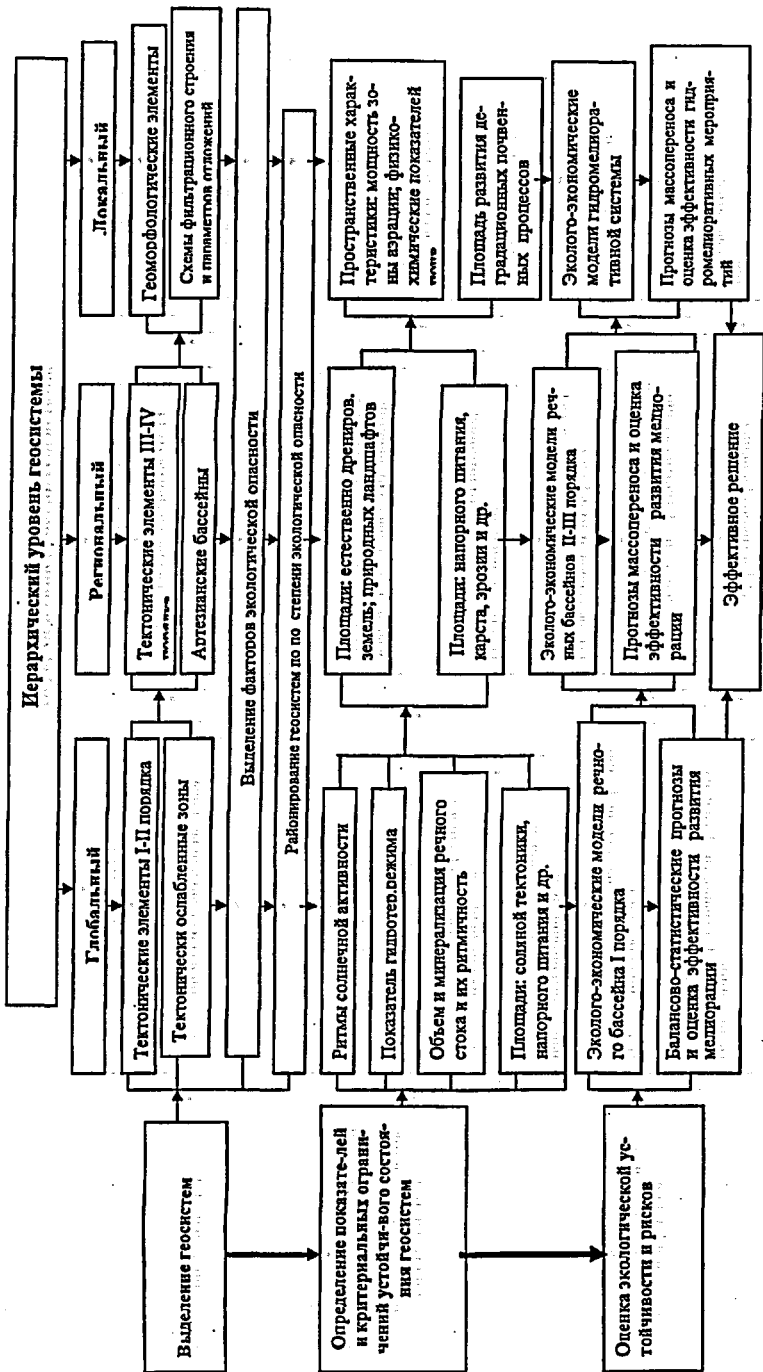 Иерархический уровень геосистемы
Глобальный
Региональный
Локальный
Выделение геосистем
Тектонические элементы I-II порядка
Тектонически ослабленные зоны
Тектонические элементы III-IV
Артезианские бассейны
Геоморфологические элементы
Схемы фильтрационного строения
и параметров отложений
Выделение факторов экологической опасности
Районирование геосистем по по степени экологической опасности
Определение показате-лей
и критериальных ограни-
чений устойчи-вого состоя-
ния геосистем
Ритмы солнечной активности
Показатель гидротер.режима
Объем и минерализация речного
стока и их ритмичность
Площади: соляной тектоники,
напорного питания и др.
Площади: естественно дрениров.
земель; природных ландшафтов
Площади: напорного питания,
карста, эрозии и др.
Пространственные харак-
теристики: мощность зо-
ны аэрации; физико-
химические показателей
Площадь развития де-
градационных почвен-
ных процессов
Оценка экологической ус-
тойчивости и рисков
Эколого-экономические модели речно-
го бассейна I порядка
Балансово-статистические прогнозы
и оценка эффективности развития
мелиорации
Эколого-экономические модели реч-
ных бассейнов II-III порядка
Прогнозы массопереноса и оценка
эффективности развития мелио-
рации
Эколого-экономические
модели гидромелиора-
тивной системы
Прогнозы массопереноса и
оценка эффективности гид-
ромелиоративных мероприя-
тий
Эффективное решение